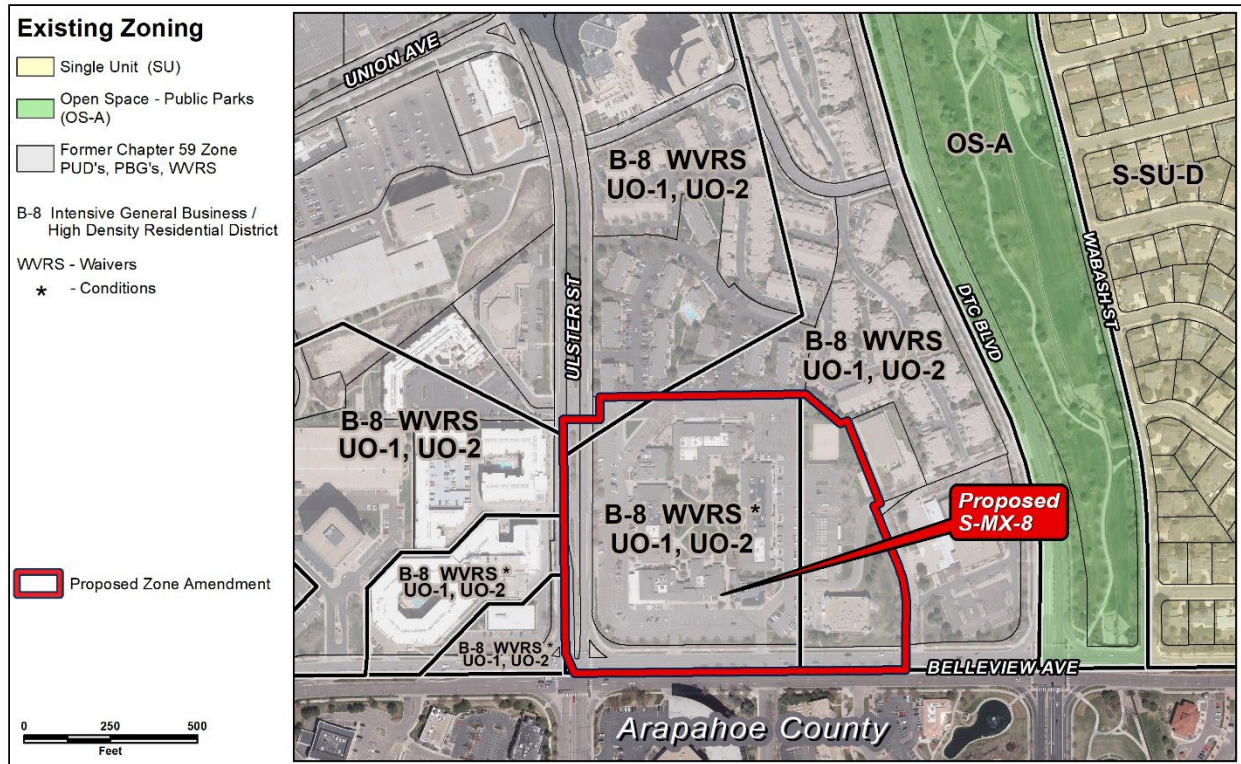 Existing Zoning
Single Unit (SU)
Open Space - Public Parks
(OS-A)
Former Chapter 59 Zone
PUD's, PBG's, WVRS
B-8 Intensive General Business /
High Density Residential District
WVRS - Waivers
* - Conditions
Proposed Zone Amendment
0 250 500
Feet
UNION AVE
B-8 WVRS
UO-1, UO-2
OS-A
S-SU-D
ULSTER ST
DTC BLVD
WABASH ST
B-8 WVRS
UO-1, UO-2
B-8 WVRS
UO-1, UO-2
B-8 WVRS *
UO-1, UO-2
Proposed
S-MX-8
B-8 WVRS *
UO-1, UO-2
B-8 WVRS *
UO-1, UO-2
BELLEVIEW AVE
Arapahoe County